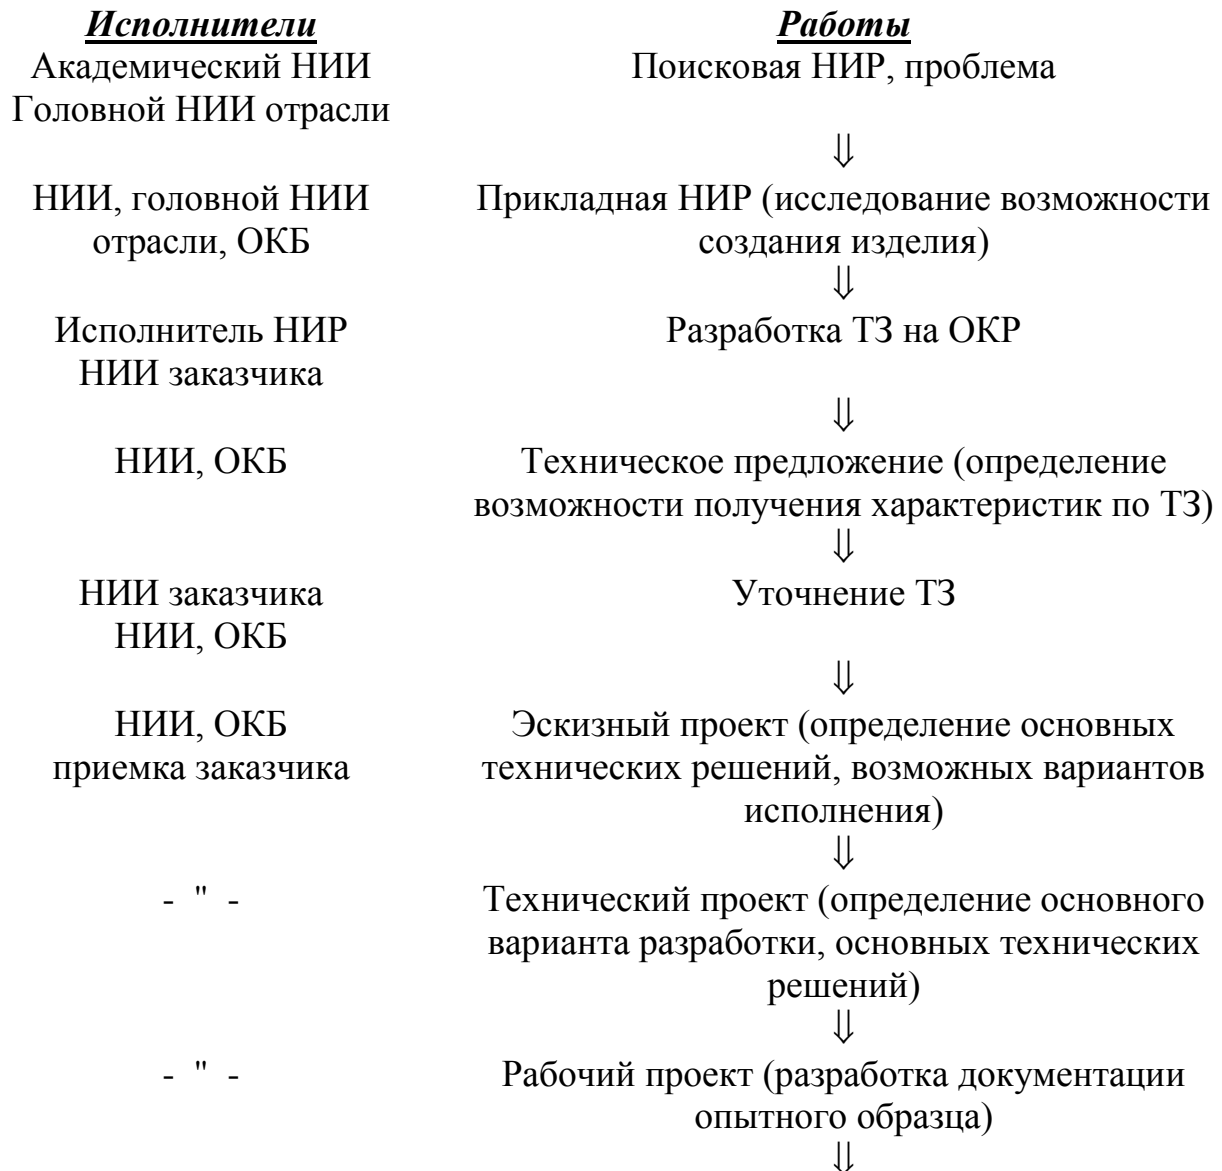 Исполнители Работы
Академический НИИ Поисковая НИР, проблема
Головной НИИ отрасли
⇓
НИИ, головной НИИ Прикладная НИР (исследование возможности
отрасли, ОКБ создания изделия)
⇓
Исполнитель НИР Разработка ТЗ на ОКР
НИИ заказчика
⇓
НИИ, ОКБ Техническое предложение (определение
возможности получения характеристик по ТЗ)
⇓
НИИ заказчика Уточнение ТЗ
НИИ, ОКБ
⇓
НИИ, ОКБ Эскизный проект (определение основных
приемка заказчика технических решений, возможных вариантов
исполнения)
⇓
- " - Технический проект (определение основного
варианта разработки, основных технических
решений)
⇓
- " - Рабочий проект (разработка документации
опытного образца)
⇓